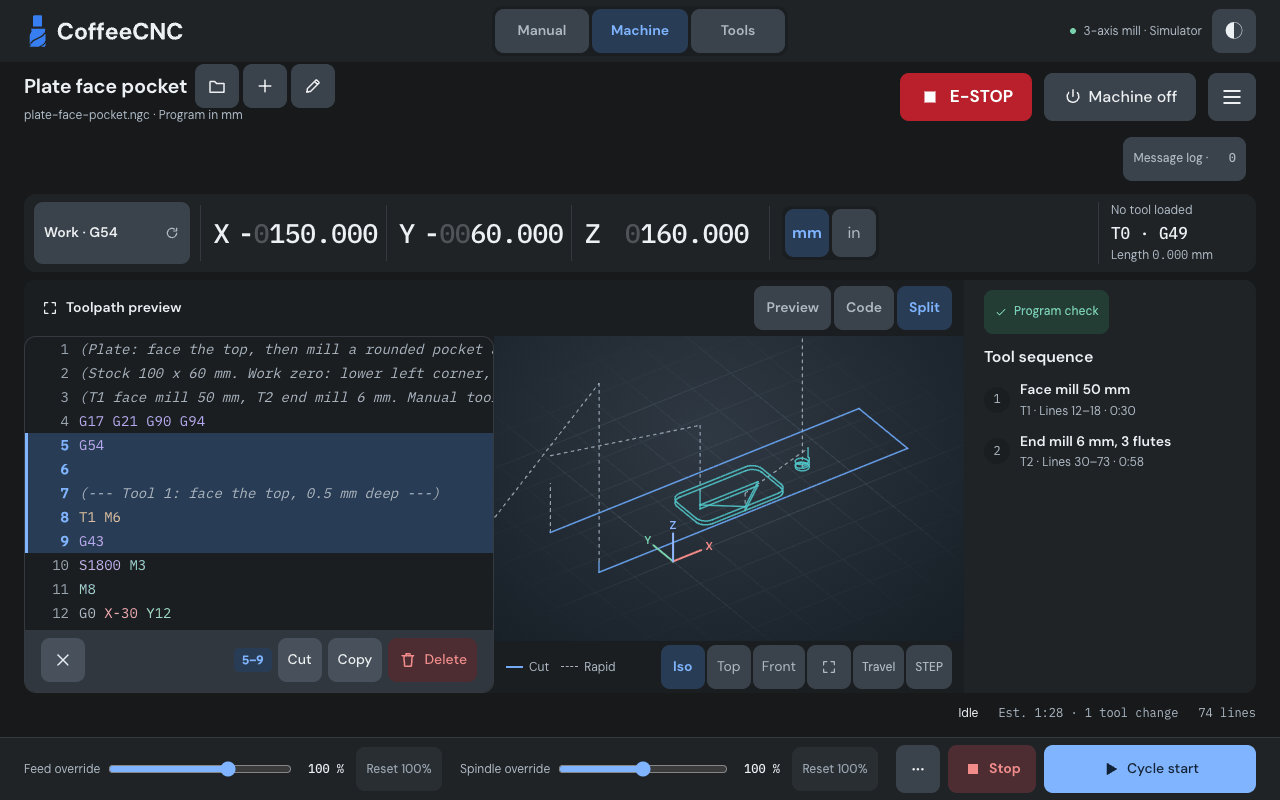 CoffeeCNC
Manual
Machine
Tools
3-axis mill · Simulator
Plate face pocket
plate-face-pocket.ngc · Program in mm
E-STOP
Machine off
Message log · 0
Work · G54
X -0150.000
Y -0060.000
Z 0160.000
mm
in
No tool loaded
T0 · G49
Length 0.000 mm
Toolpath preview
Preview
Code
Split
1 (Plate: face the top, then mill a rounded pocket
2 (Stock 100 x 60 mm. Work zero: lower left corner,
3 (T1 face mill 50 mm, T2 end mill 6 mm. Manual too
4 G17 G21 G90 G94
5 G54
6
7 (--- Tool 1: face the top, 0.5 mm deep ---)
8 T1 M6
9 G43
10 S1800 M3
11 M8
12 G0 X-30 Y12
5–9
Cut
Copy
Delete
Z
Y
X
Cut
Rapid
Iso
Top
Front
Travel
STEP
Program check
Tool sequence
1
Face mill 50 mm
T1 · Lines 12–18 · 0:30
2
End mill 6 mm, 3 flutes
T2 · Lines 30–73 · 0:58
Idle
Est. 1:28 · 1 tool change
74 lines
Feed override
100 %
Reset 100%
Spindle override
100 %
Reset 100%
Stop
Cycle start